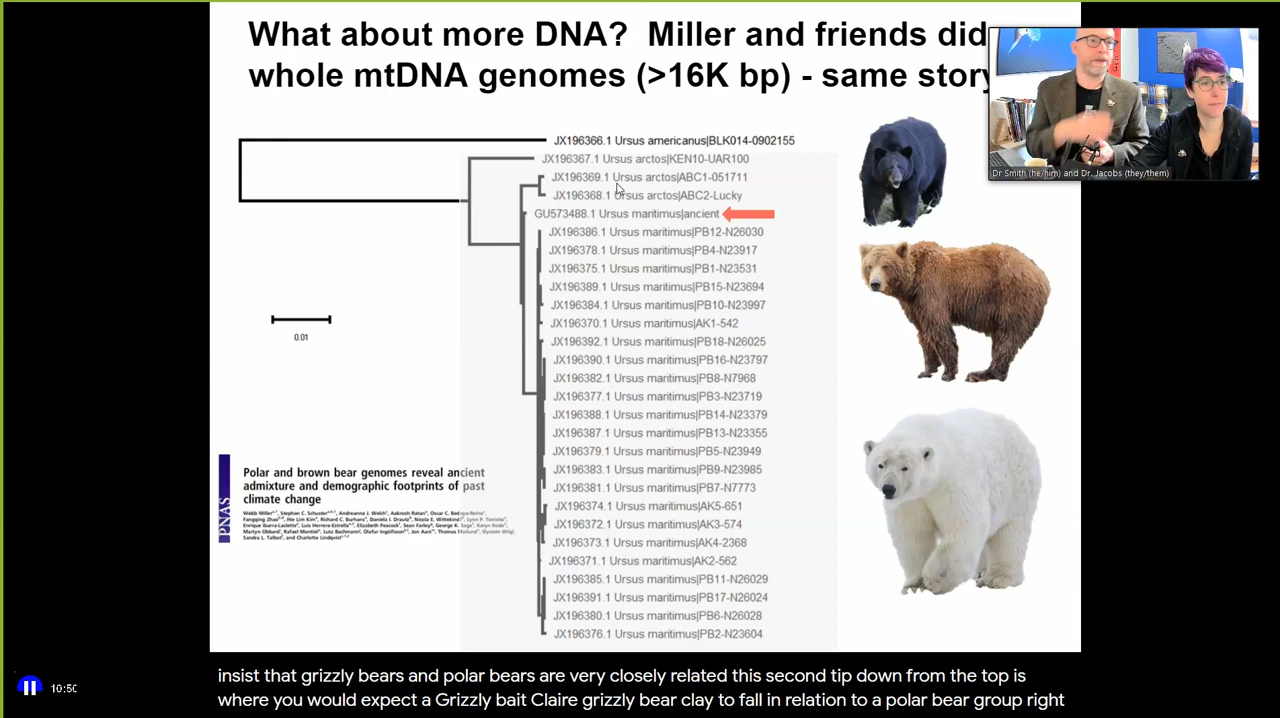 What about more DNA? Miller and friends did
whole mtDNA genomes (>16K bp) - same story
Dr Smith (he/him) and Dr. Jacobs (they/them)
JX196366.1 Ursus americanus|BLK014-0902155
JX196367.1 Ursus arctos|KEN10-UAR100
JX196369.1 Ursus arctos|ABC1-051711
JX196368.1 Ursus arctos|ABC2-Lucky
GU573488.1 Ursus maritimus|ancient
JX196386.1 Ursus maritimus|PB12-N26030
JX196378.1 Ursus maritimus|PB4-N23917
JX196375.1 Ursus maritimus|PB1-N23531
JX196389.1 Ursus maritimus|PB15-N23694
JX196384.1 Ursus maritimus|PB10-N23997
JX196370.1 Ursus maritimus|AK1-542
JX196392.1 Ursus maritimus|PB18-N26025
JX196390.1 Ursus maritimus|PB16-N23797
JX196382.1 Ursus maritimus|PB8-N7968
JX196377.1 Ursus maritimus|PB3-N23719
JX196388.1 Ursus maritimus|PB14-N23379
JX196387.1 Ursus maritimus|PB13-N23355
JX196379.1 Ursus maritimus|PB5-N23949
JX196383.1 Ursus maritimus|PB9-N23985
JX196381.1 Ursus maritimus|PB7-N7773
JX196374.1 Ursus maritimus|AK5-651
JX196372.1 Ursus maritimus|AK3-574
JX196373.1 Ursus maritimus|AK4-2368
JX196371.1 Ursus maritimus|AK2-562
JX196385.1 Ursus maritimus|PB11-N26029
JX196391.1 Ursus maritimus|PB17-N26024
JX196380.1 Ursus maritimus|PB6-N26028
JX196376.1 Ursus maritimus|PB2-N23604
0.01
PNAS
Polar and brown bear genomes reveal ancient
admixture and demographic footprints of past
climate change
insist that grizzly bears and polar bears are very closely related this second tip down from the top is
where you would expect a Grizzly bait Claire grizzly bear clay to fall in relation to a polar bear group right
10:50